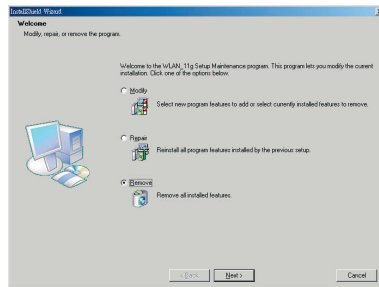 InstallShield Wizard
Welcome
Modify, repair, or remove the program.
Welcome to the WLAN_11g Setup Maintenance program. This program lets you modify the current
installation. Click one of the options below.
Modify
Select new program features to add or select currently installed features to remove.
Repair
Reinstall all program features installed by the previous setup.
Remove
Remove all installed features.
< Back
Next >
Cancel